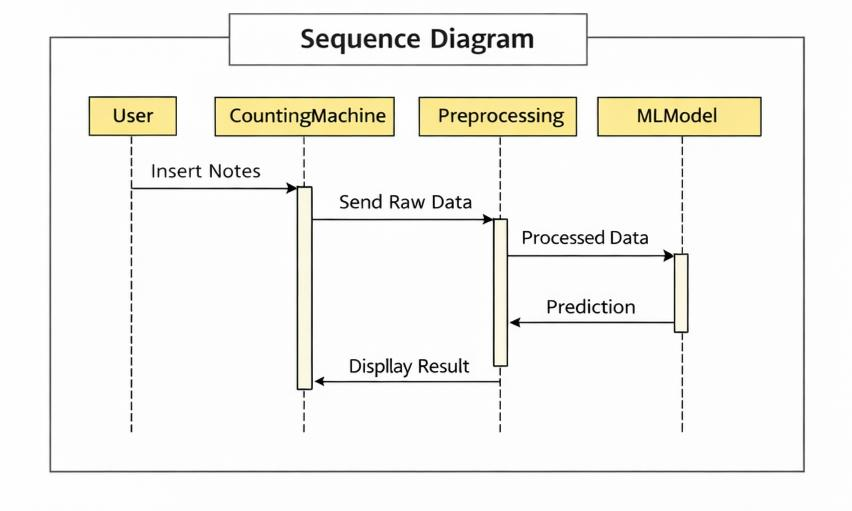 Sequence Diagram
User
CountingMachine
Preprocessing
MLModel
Insert Notes
Send Raw Data
Processed Data
Prediction
Displlay Result